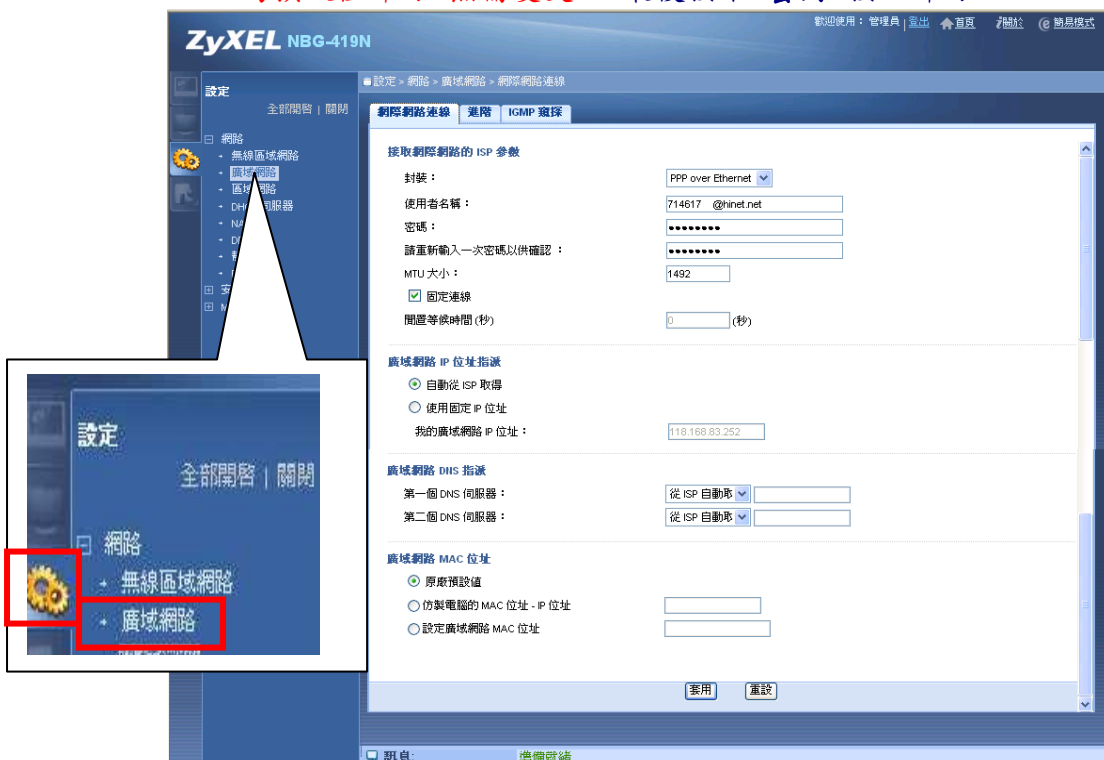 ZyXEL NBG-419N
歡迎使用： 管理員 | 登出 首頁 關於 簡易模式
設定 > 網路 > 廣域網路 > 網際網路連線
設定
全部開啓 | 關閉
網路
無線區域網路
廣域網路
網際網路連線 進階 IGMP 窺探
接取網際網路的 ISP 參數
封裝： PPP over Ethernet
使用者名稱： 714617 @hinet.net
密碼： ●●●●●●●●
請重新輸入一次密碼以供確認 ： ●●●●●●●●
MTU 大小： 1492
固定連線
閒置等候時間 (秒) 0 (秒)
廣域網路 IP 位址指派
自動從 ISP 取得
使用固定 IP 位址
我的廣域網路 IP 位址： 118.168.83.252
廣域網路 DNS 指派
第一個 DNS 伺服器： 從 ISP 自動取
第二個 DNS 伺服器： 從 ISP 自動取
廣域網路 MAC 位址
原廠預設值
仿製電腦的 MAC 位址 - IP 位址
設定廣域網路 MAC 位址
套用 重設
設定
全部開啓 | 關閉
網路
無線區域網路
廣域網路
訊息:
準備就緒